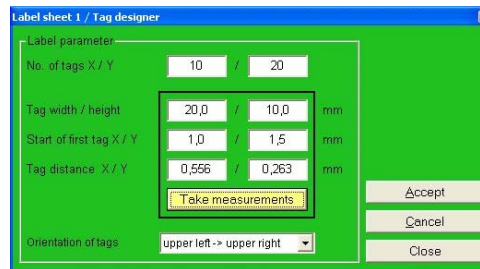 Label sheet 1 / Tag designer
Label parameter
No. of tags X / Y 10 / 20
Tag width / height 20,0 / 10,0 mm
Start of first tag X / Y 1,0 / 1,5 mm
Tag distance X / Y 0,556 / 0,263 mm
Take measurements
Accept
Cancel
Orientation of tags upper left -> upper right
Close